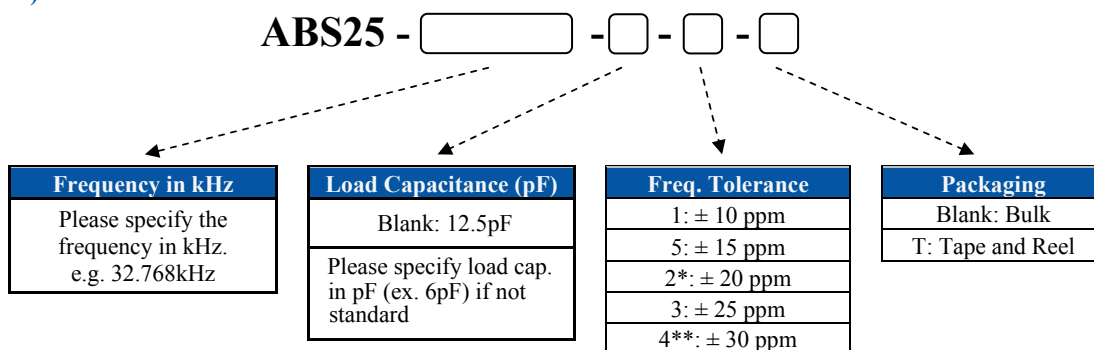 )
ABS25 - - - -
Frequency in kHz
Please specify the
frequency in kHz.
e.g. 32.768kHz
Load Capacitance (pF)
Blank: 12.5pF
Please specify load cap.
in pF (ex. 6pF) if not
standard
Freq. Tolerance
1: ± 10 ppm
5: ± 15 ppm
2*: ± 20 ppm
3: ± 25 ppm
4**: ± 30 ppm
Packaging
Blank: Bulk
T: Tape and Reel